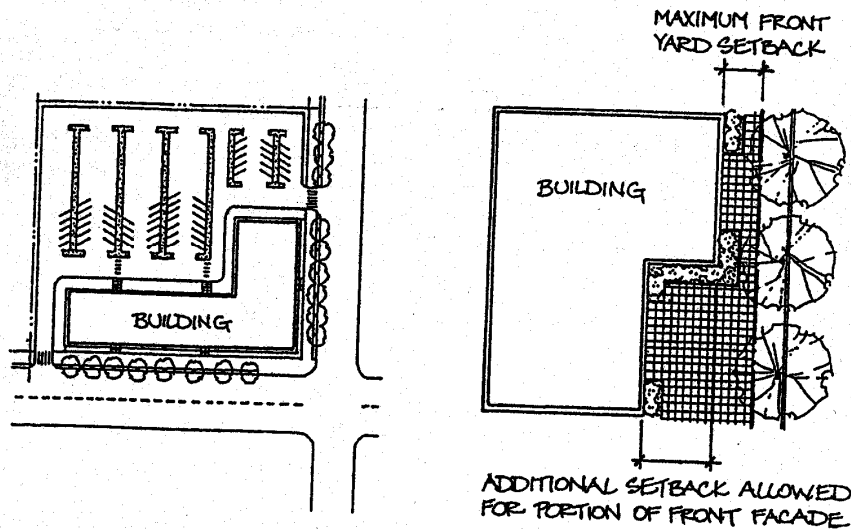 MAXIMUM FRONT
YARD SETBACK
BUILDING
BUILDING
ADDITIONAL SETBACK ALLOWED
FOR PORTION OF FRONT FACADE